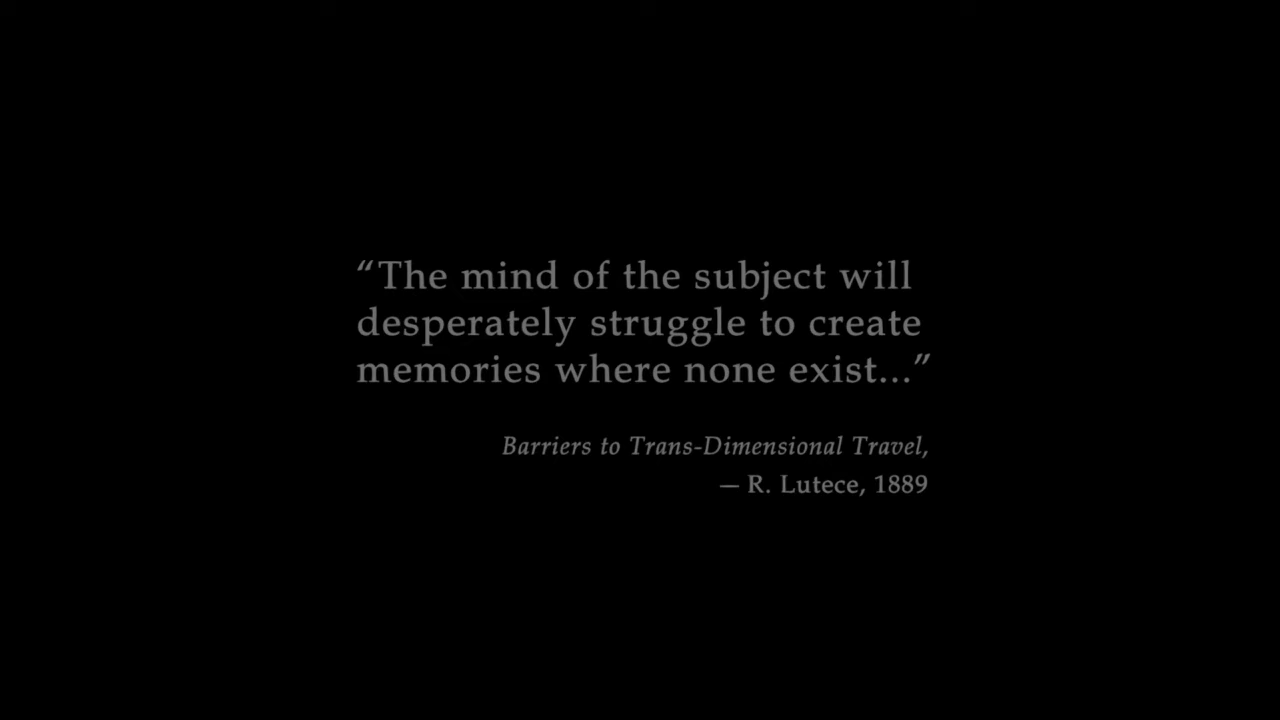 “The mind of the subject will
desperately struggle to create
memories where none exist...”
Barriers to Trans-Dimensional Travel,
— R. Lutece, 1889